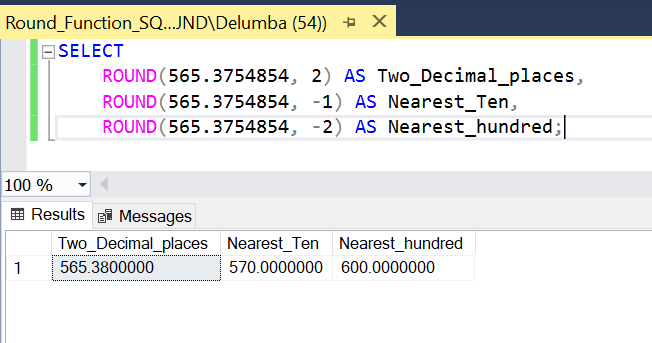 Round_Function_SQ...JND\Delumba (54))
SELECT
ROUND(565.3754854, 2) AS Two_Decimal_places,
ROUND(565.3754854, -1) AS Nearest_Ten,
ROUND(565.3754854, -2) AS Nearest_hundred;
100 %
Results Messages
Two_Decimal_places Nearest_Ten Nearest_hundred
1 565.3800000 570.0000000 600.0000000